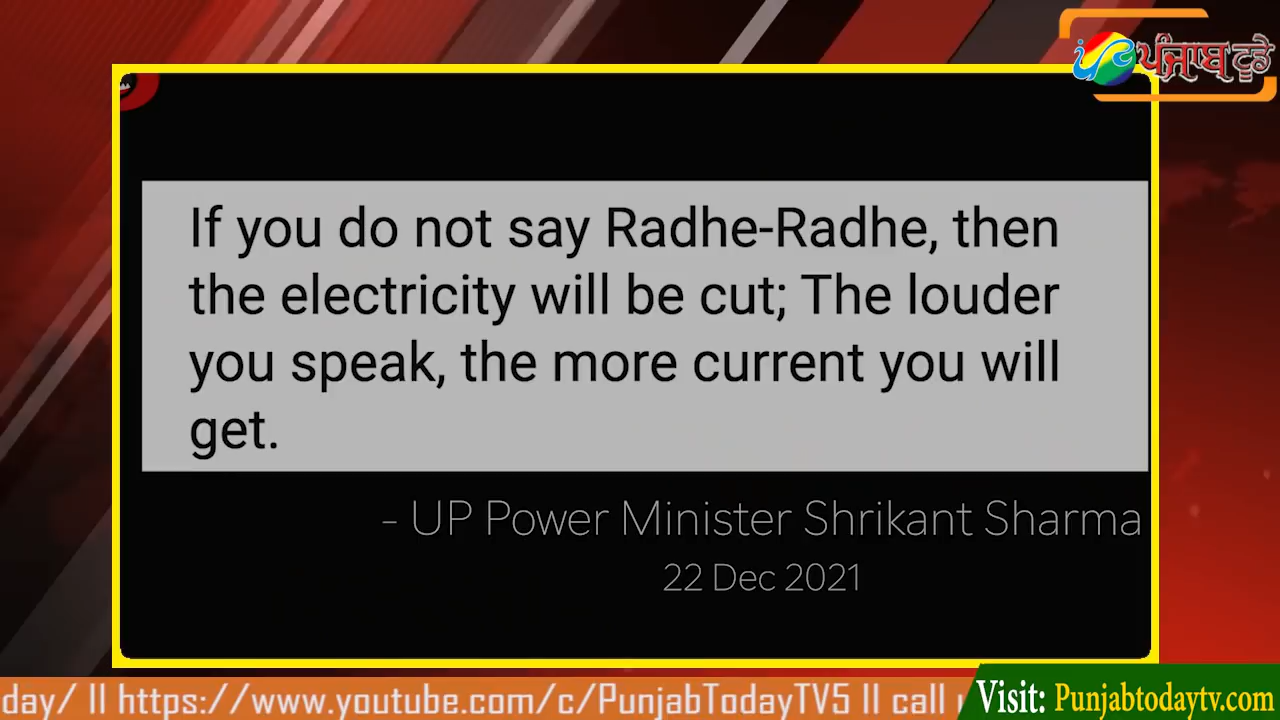 ਪੰਜਾਬ ਟੂਡੇ
If you do not say Radhe-Radhe, then
the electricity will be cut; The louder
you speak, the more current you will
get.
- UP Power Minister Shrikant Sharma
22 Dec 2021
day/ ll https://www.youtube.com/c/PunjabTodayTV5 ll call
Visit: Punjabtodaytv.com